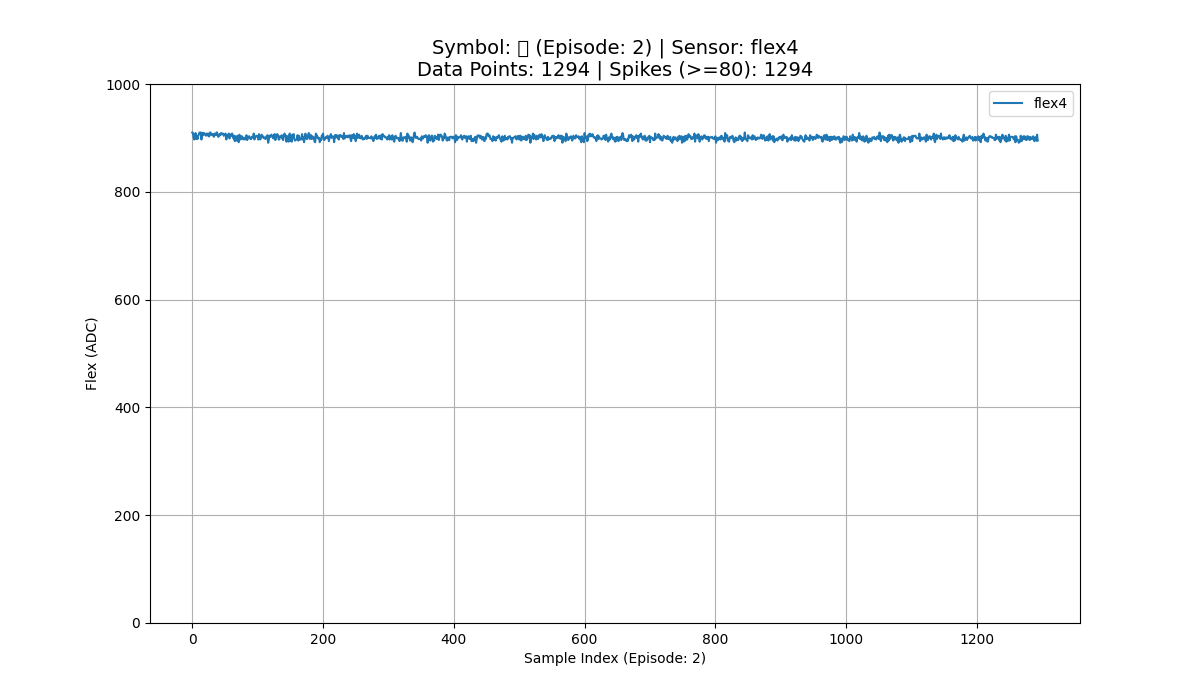 Symbol: (Episode: 2) | Sensor: flex4
Data Points: 1294 | Spikes (>=80): 1294
flex4
1000
800
600
400
200
0
Flex (ADC)
0 200 400 600 800 1000 1200
Sample Index (Episode: 2)